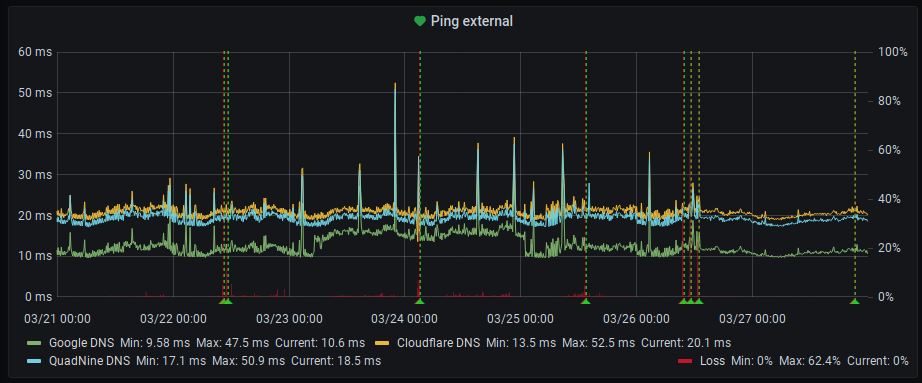 Ping external
60 ms
50 ms
40 ms
30 ms
20 ms
10 ms
0 ms
100%
80%
60%
40%
20%
0%
03/21 00:00 03/22 00:00 03/23 00:00 03/24 00:00 03/25 00:00 03/26 00:00 03/27 00:00
Google DNS Min: 9.58 ms Max: 47.5 ms Current: 10.6 ms Cloudflare DNS Min: 13.5 ms Max: 52.5 ms Current: 20.1 ms
QuadNine DNS Min: 17.1 ms Max: 50.9 ms Current: 18.5 ms Loss Min: 0% Max: 62.4% Current: 0%